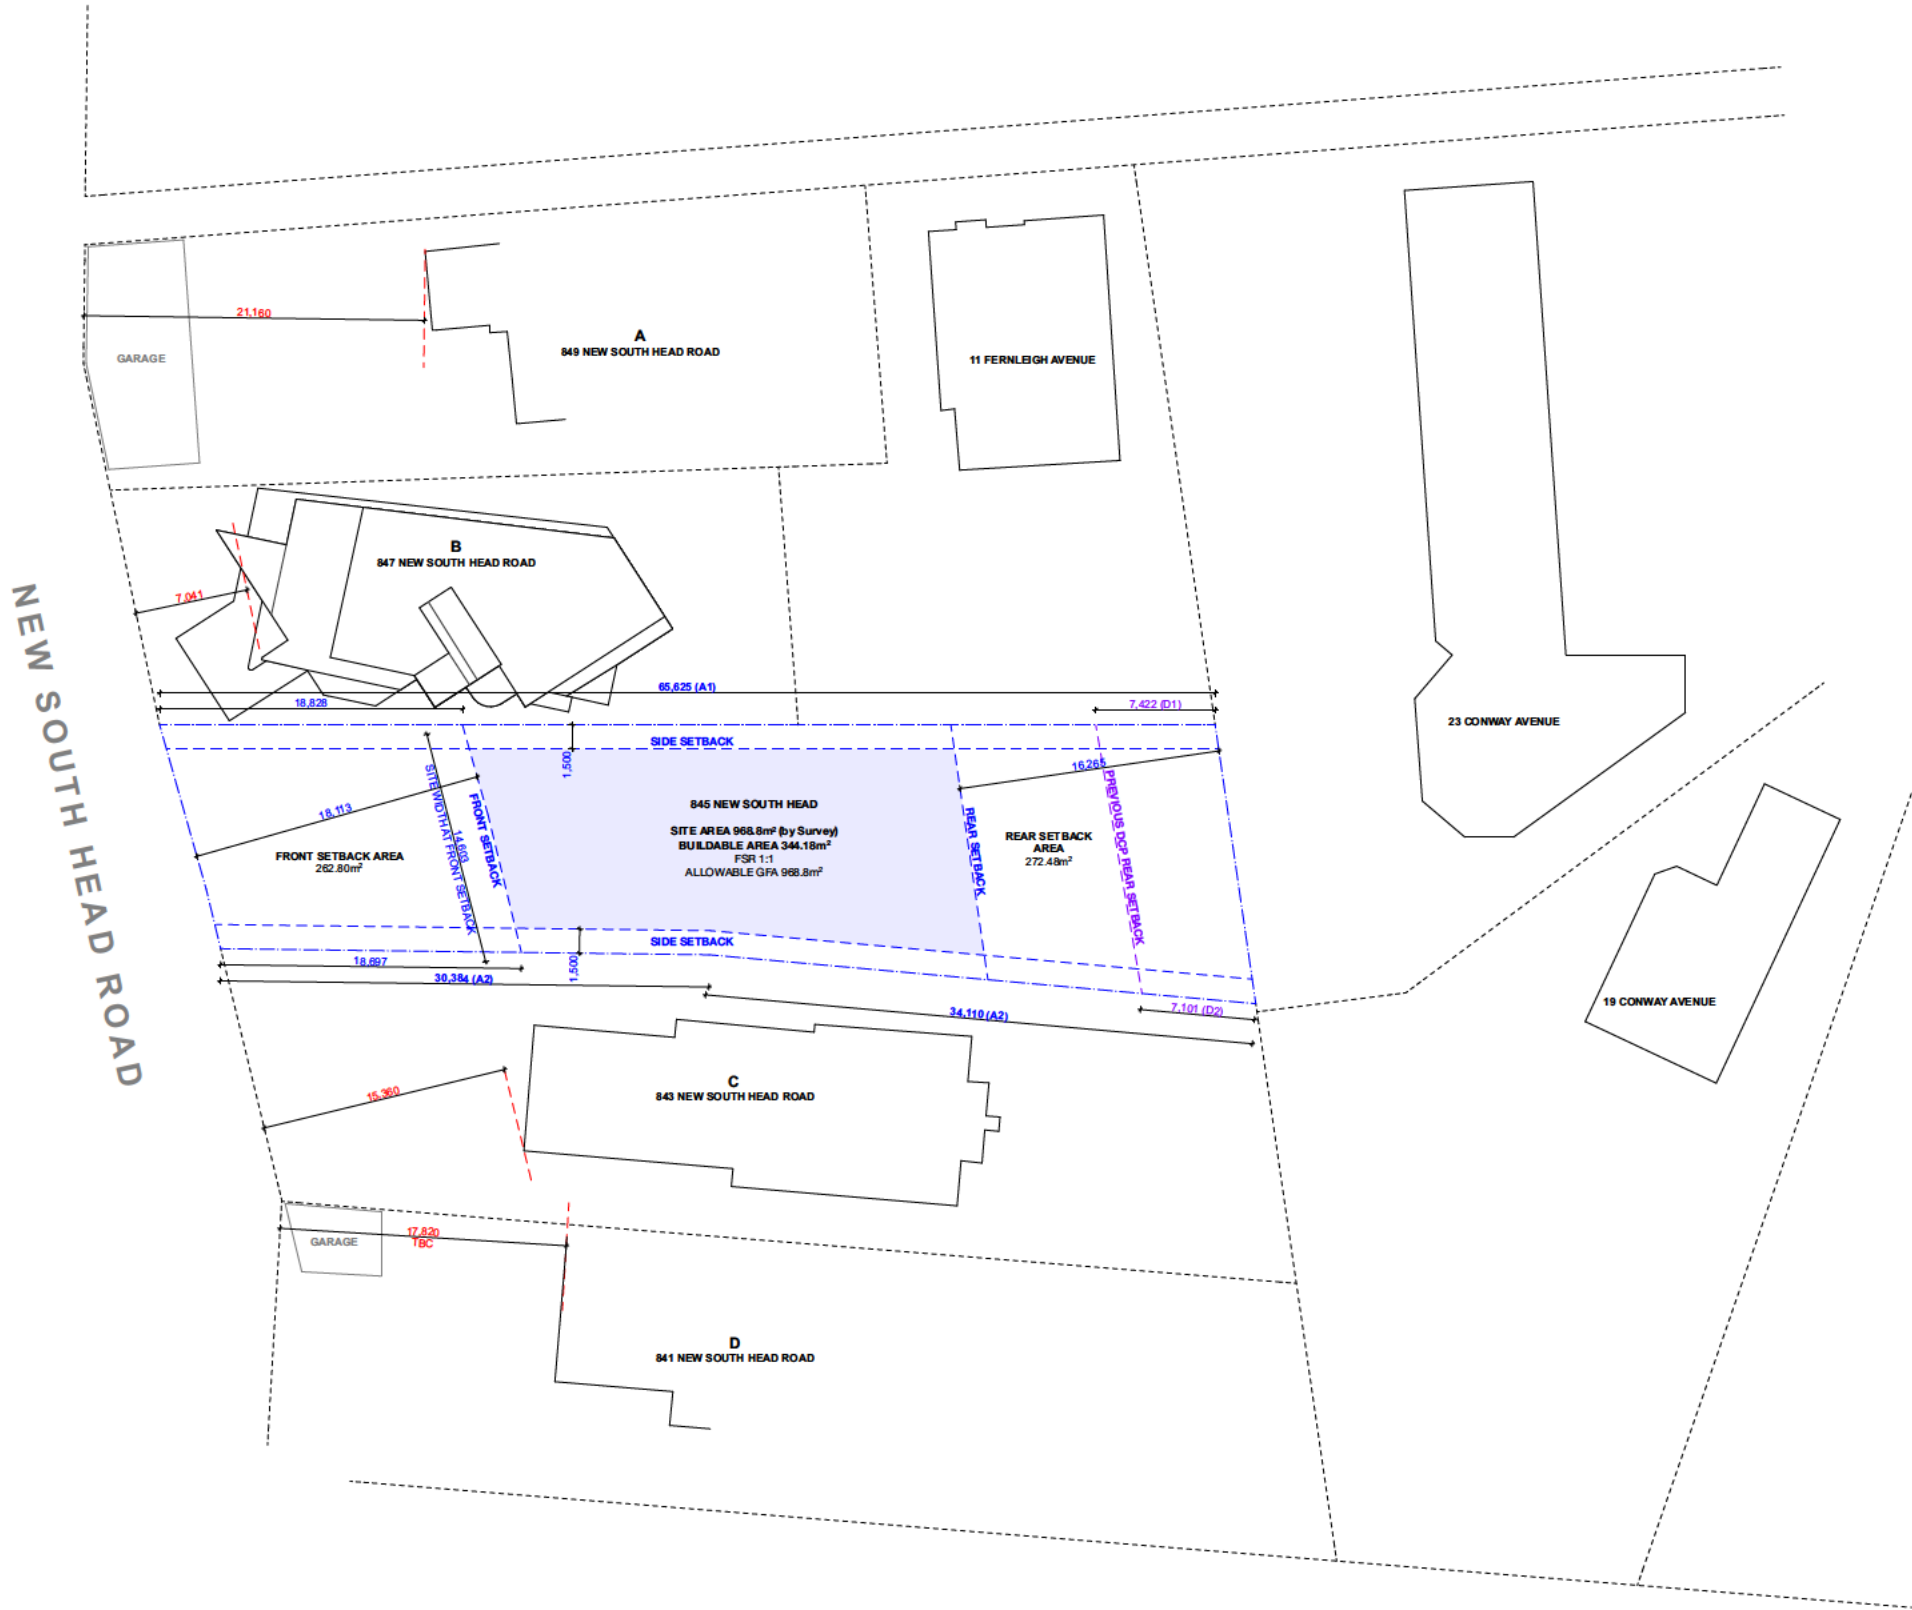 NEW SOUTH HEAD ROAD
21,160
GARAGE
A
849 NEW SOUTH HEAD ROAD
11 FERNLEIGH AVENUE
B
847 NEW SOUTH HEAD ROAD
7,041
65,625 (A1)
18,828
7,422 (D1)
23 CONWAY AVENUE
SIDE SETBACK
1,500
16,265
18,113
SITE WIDTH AT FRONT SETBACK
14,603
FRONT SETBACK
845 NEW SOUTH HEAD
SITE AREA 968.8m² (by Survey)
BUILDABLE AREA 344.18m²
FSR 1:1
ALLOWABLE GFA 968.8m²
FRONT SETBACK AREA
262.80m²
REAR SETBACK
REAR SETBACK
AREA
272.48m²
PREVIOUS DCP REAR SETBACK
SIDE SETBACK
1,500
18,697
30,384 (A2)
34,110 (A2)
7,101 (D2)
19 CONWAY AVENUE
C
843 NEW SOUTH HEAD ROAD
15,360
GARAGE
17,820
TBC
D
841 NEW SOUTH HEAD ROAD